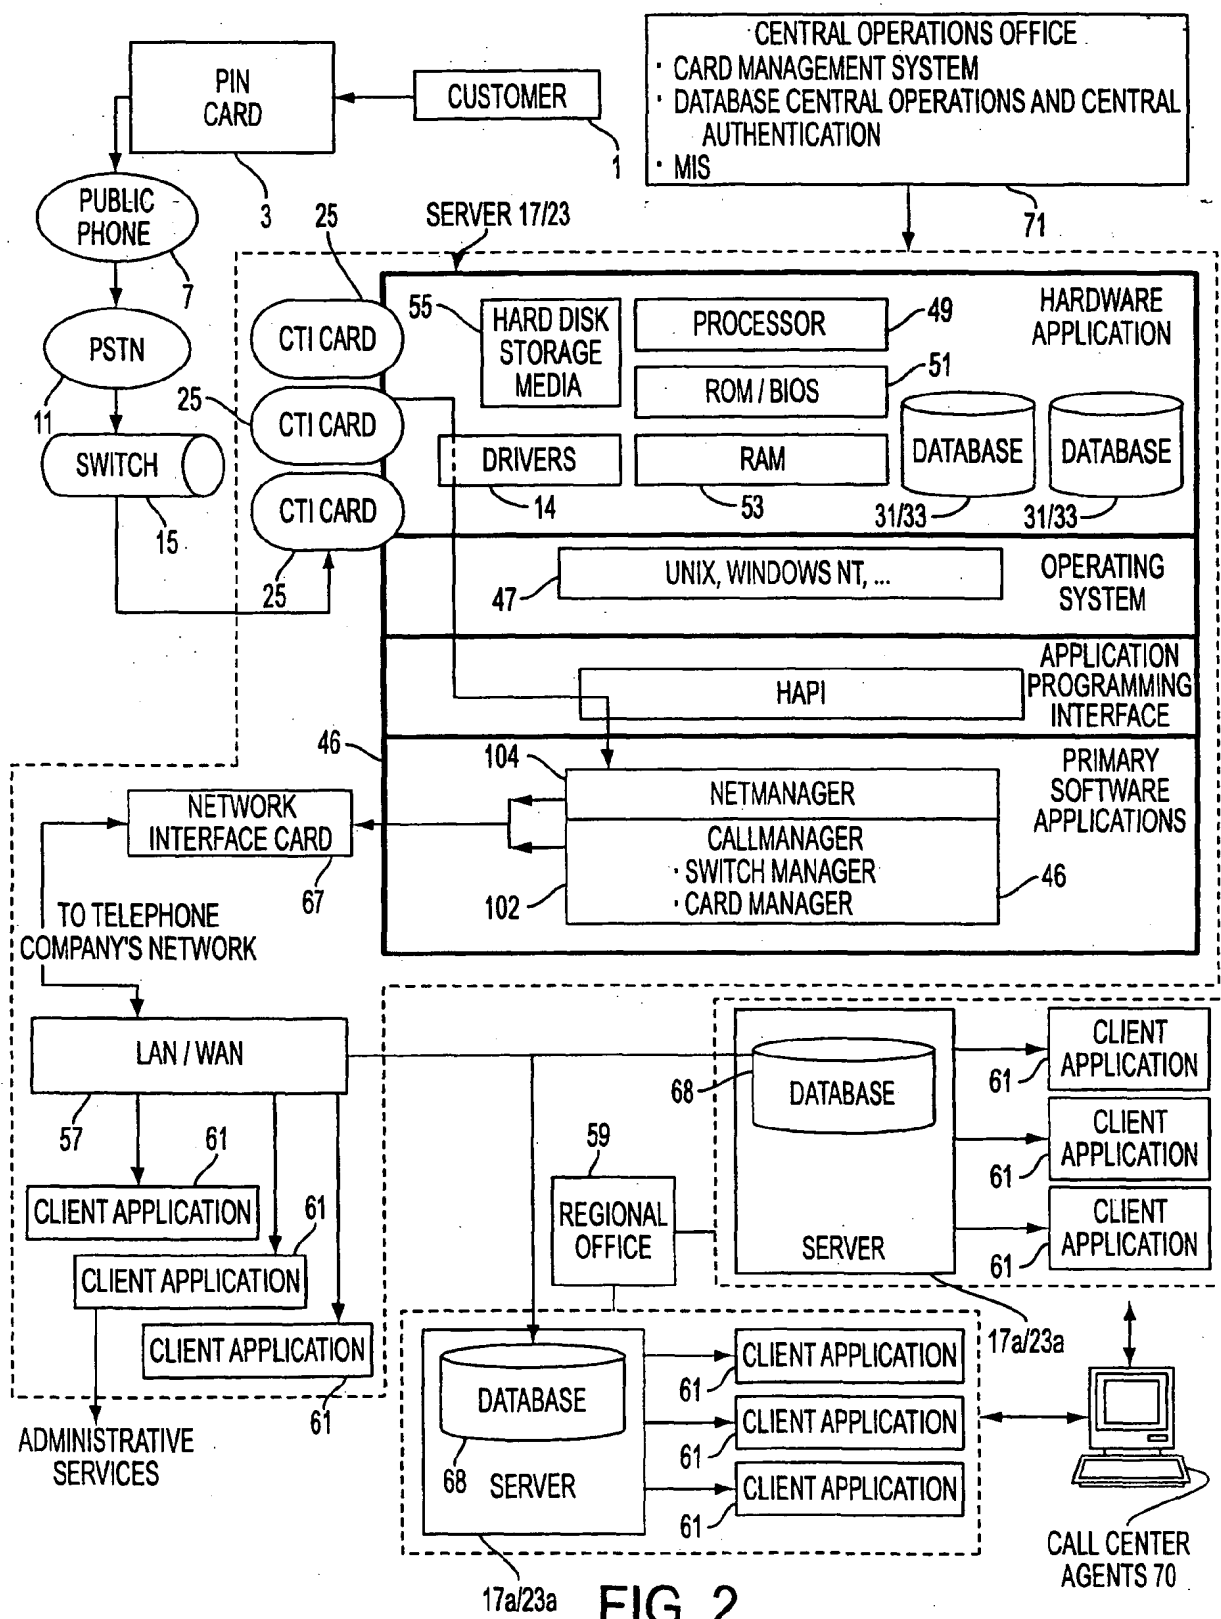 CENTRAL OPERATIONS OFFICE
· CARD MANAGEMENT SYSTEM
· DATABASE CENTRAL OPERATIONS AND CENTRAL
AUTHENTICATION
· MIS
71
PIN
CARD
3
CUSTOMER
1
PUBLIC
PHONE
7
PSTN
11
SWITCH
15
SERVER 17/23
25
CTI CARD
25
CTI CARD
CTI CARD
25
55
HARD DISK
STORAGE
MEDIA
PROCESSOR
49
HARDWARE
APPLICATION
ROM / BIOS
51
DRIVERS
14
RAM
53
DATABASE
31/33
DATABASE
31/33
UNIX, WINDOWS NT, ...
47
OPERATING
SYSTEM
HAPI
APPLICATION
PROGRAMMING
INTERFACE
46
104
NETMANAGER
CALLMANAGER
· SWITCH MANAGER
· CARD MANAGER
102
46
PRIMARY
SOFTWARE
APPLICATIONS
NETWORK
INTERFACE CARD
67
TO TELEPHONE
COMPANY'S NETWORK
LAN / WAN
57
61
CLIENT APPLICATION
61
CLIENT APPLICATION
CLIENT APPLICATION
61
ADMINISTRATIVE
SERVICES
59
REGIONAL
OFFICE
68
DATABASE
SERVER
17a/23a
CLIENT
APPLICATION
61
CLIENT
APPLICATION
61
CLIENT
APPLICATION
61
DATABASE
68
SERVER
17a/23a
CLIENT APPLICATION
61
CLIENT APPLICATION
61
CLIENT APPLICATION
61
CALL CENTER
AGENTS 70
FIG. 2